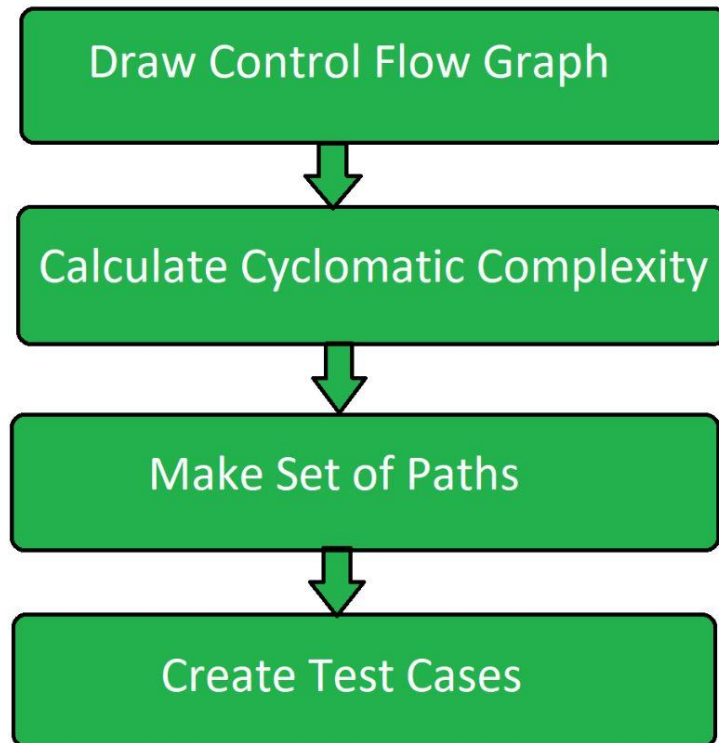 Draw Control Flow Graph
Calculate Cyclomatic Complexity
Make Set of Paths
Create Test Cases